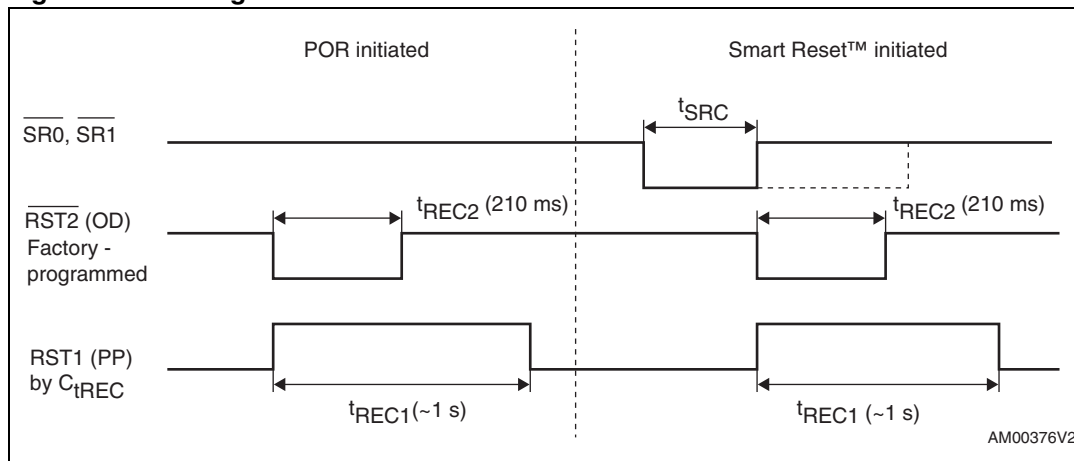 POR initiated
Smart Reset™ initiated
SR0, SR1
tSRC
RST2 (OD)
Factory -
programmed
tREC2 (210 ms)
tREC2 (210 ms)
RST1 (PP)
by CtREC
tREC1(~1 s)
tREC1 (~1 s)
AM00376V2